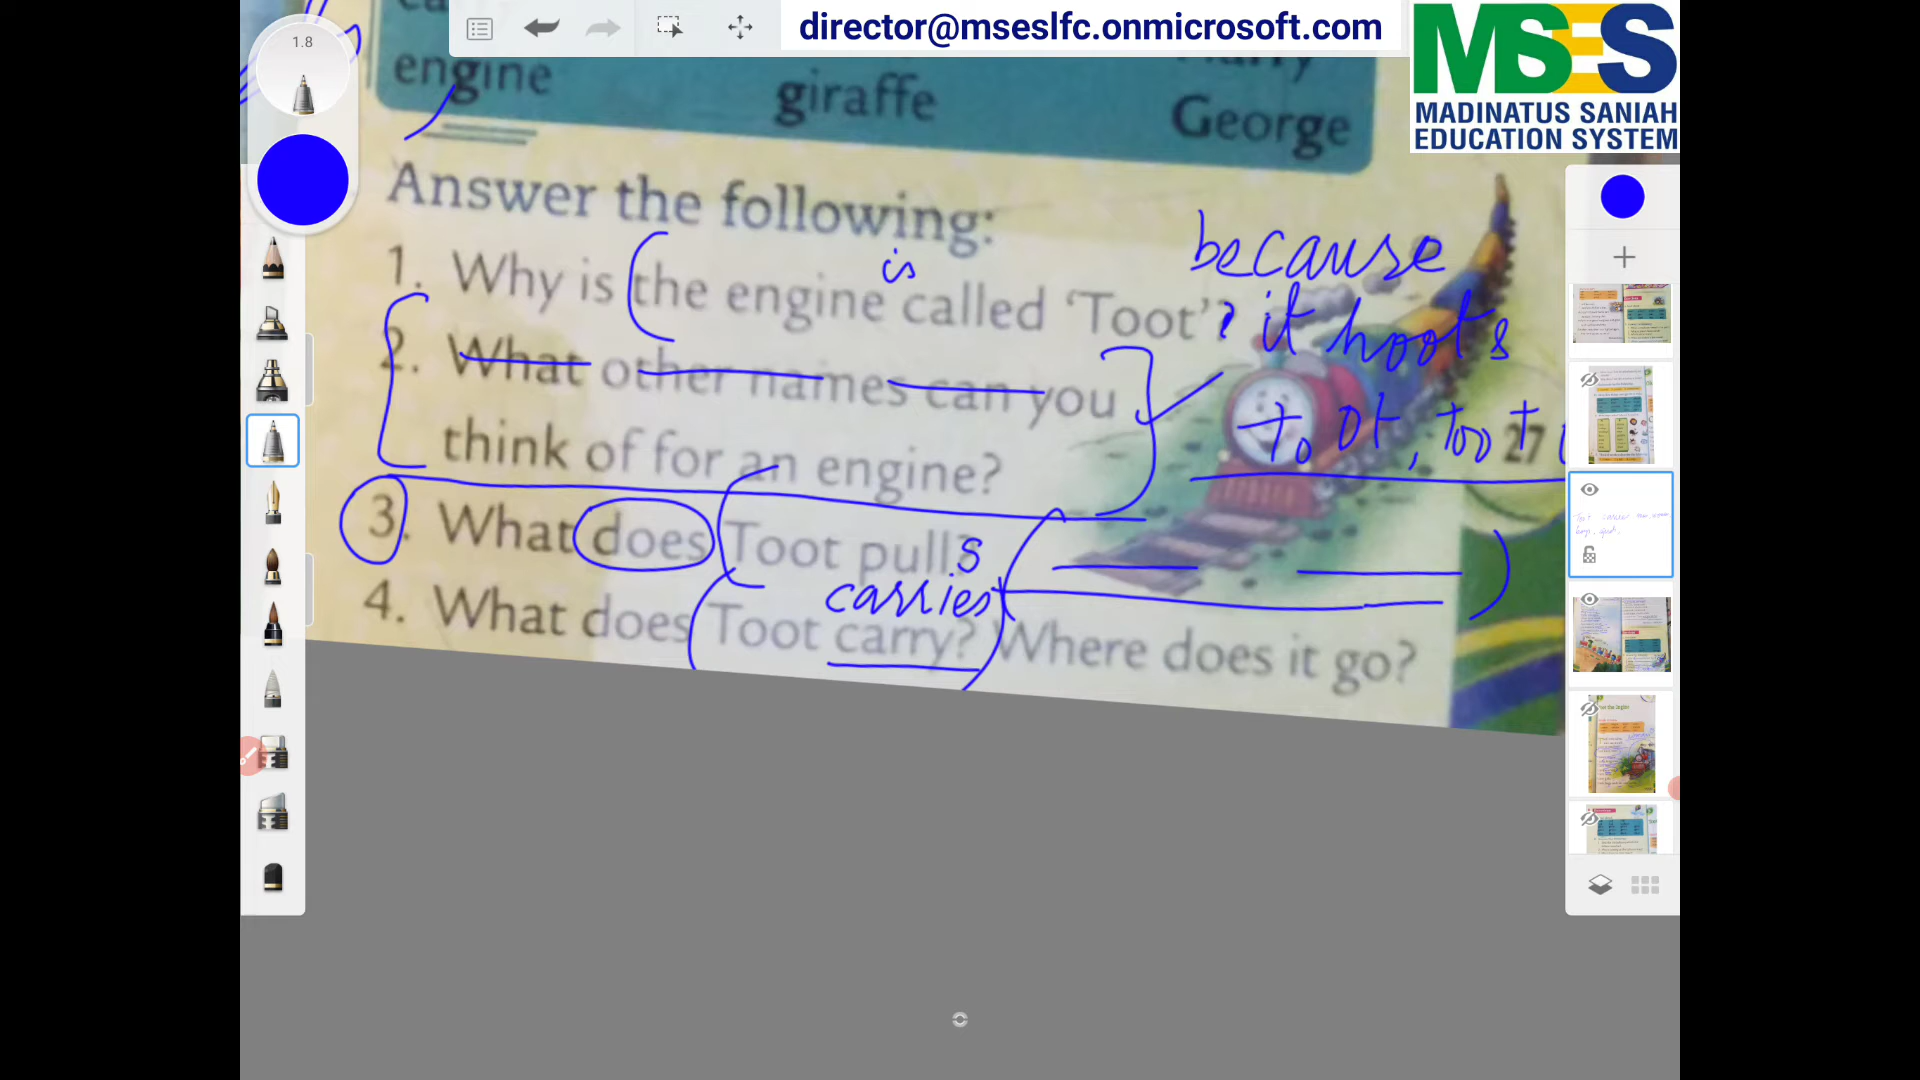 1.8
director@mseslfc.onmicrosoft.com
MSES
MADINATUS SANIAH
EDUCATION SYSTEM
engine
giraffe
George
Answer the following:
is
because
1. Why is the engine called 'Toot'?
it hoots
2. What other names can you
toot, toot
27
think of for an engine?
3. What does Toot pull?
s
carries
4. What does Toot carry? Where does it go?